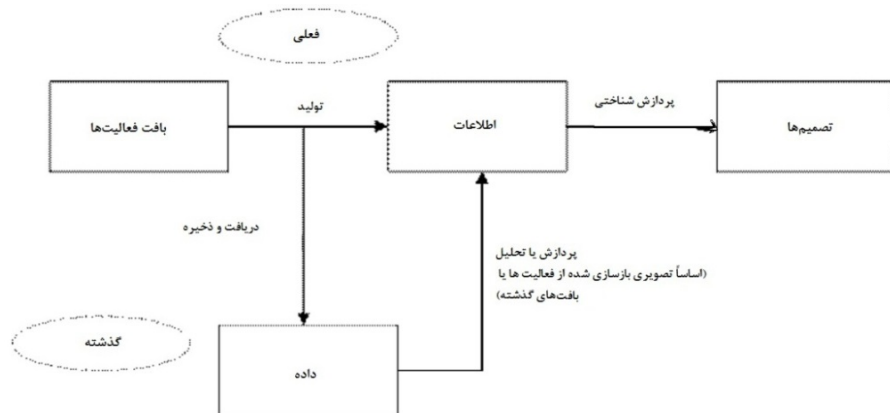 فعلی
بافت فعالیت‌ها
تولید
اطلاعات
پردازش شناختی
تصمیم‌ها
دریافت و ذخیره
پردازش یا تحلیل
(اساساً تصویری بازسازی شده از فعالیت ها یا
بافت‌های گذشته)
گذشته
داده